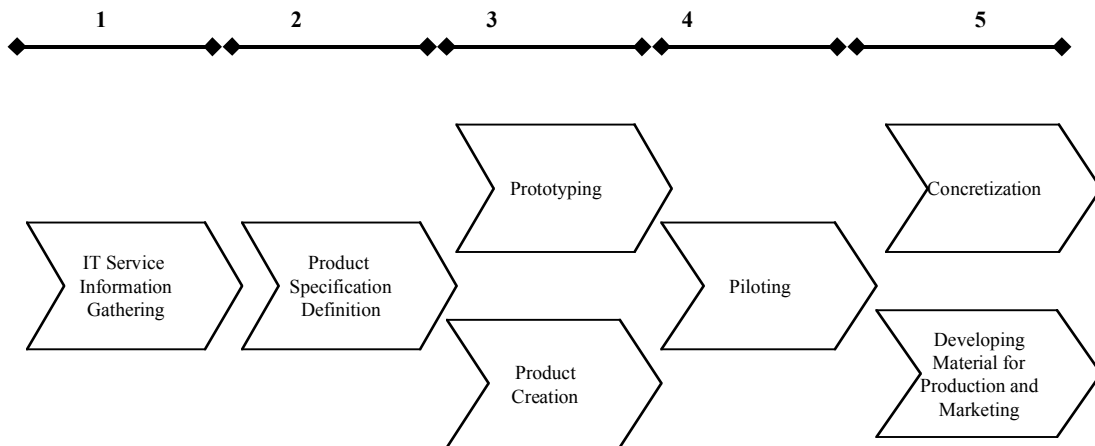 1 2 3 4 5
Prototyping
Concretization
IT Service
Information
Gathering
Product
Specification
Definition
Piloting
Product
Creation
Developing
Material for
Production and
Marketing